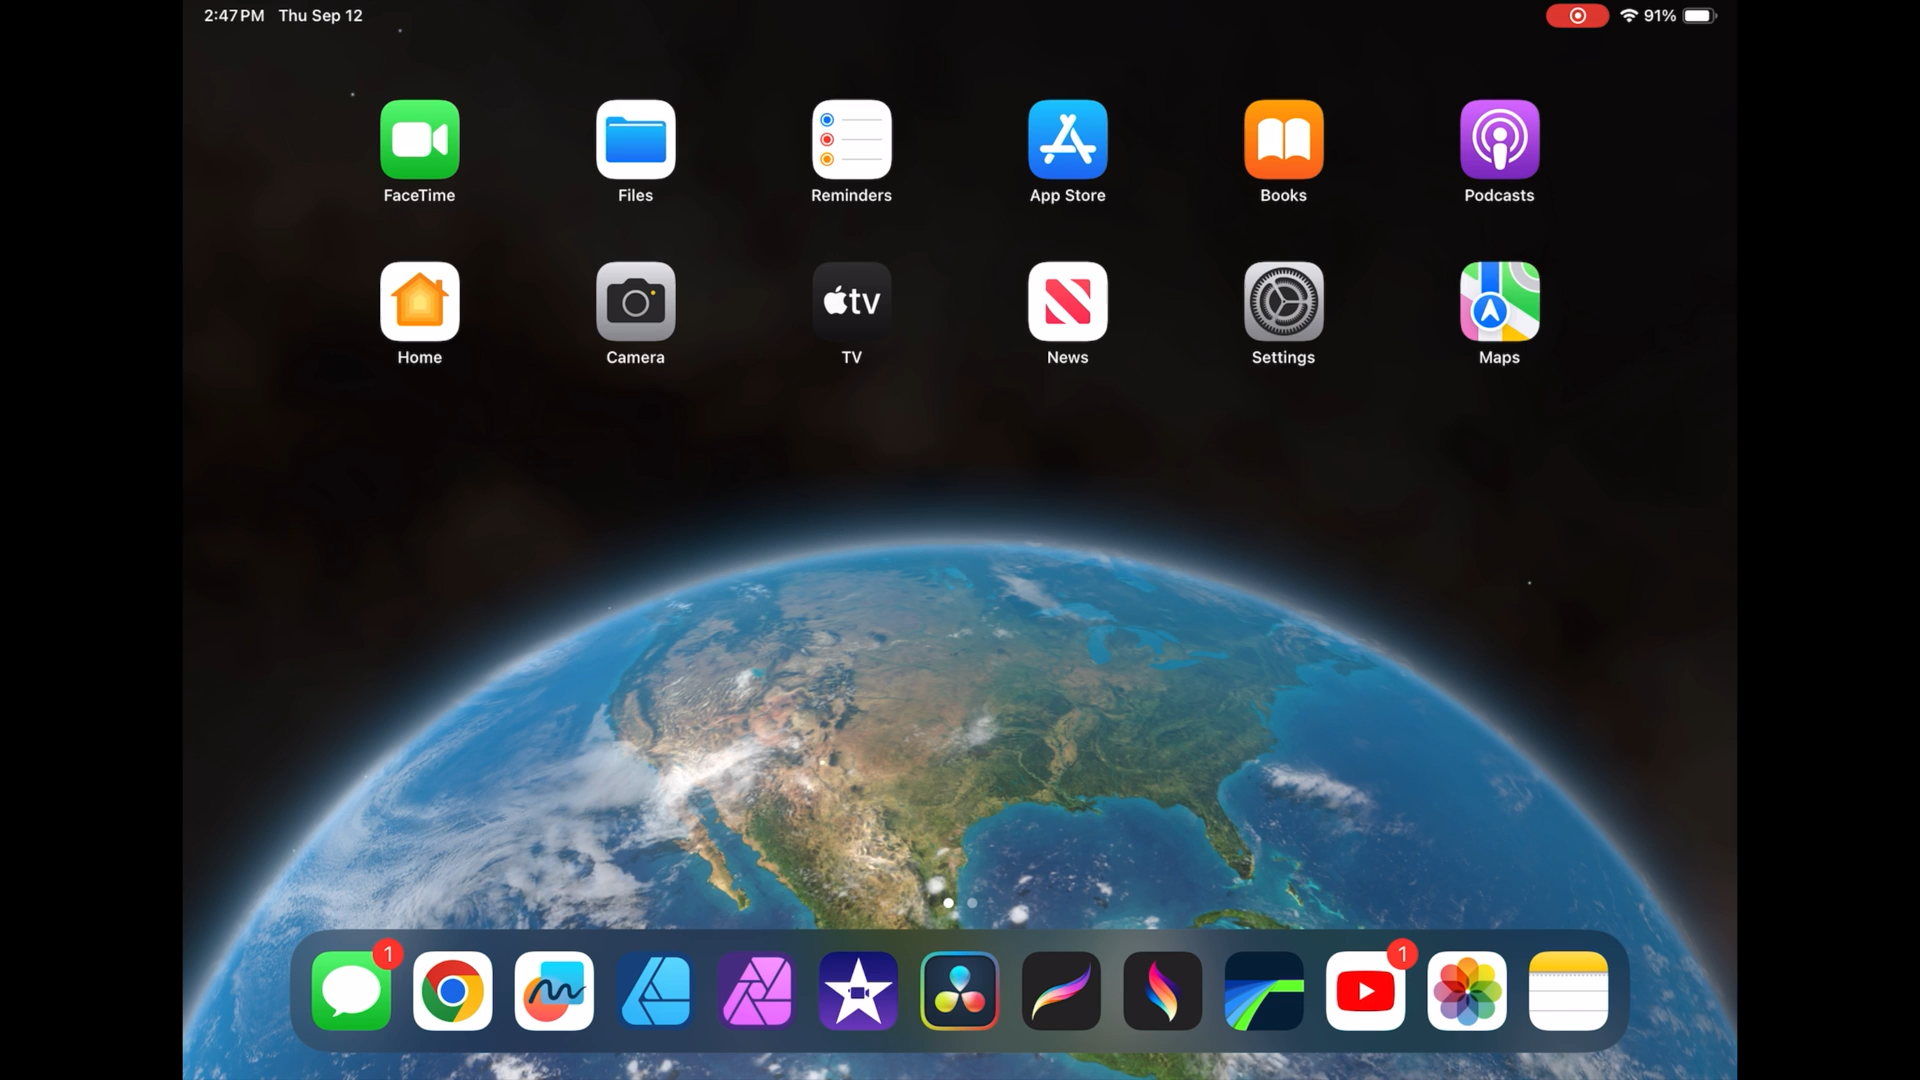 2:47 PM Thu Sep 12 91%
FaceTime Files Reminders App Store Books Podcasts
tv
Home Camera TV News Settings Maps
1 1